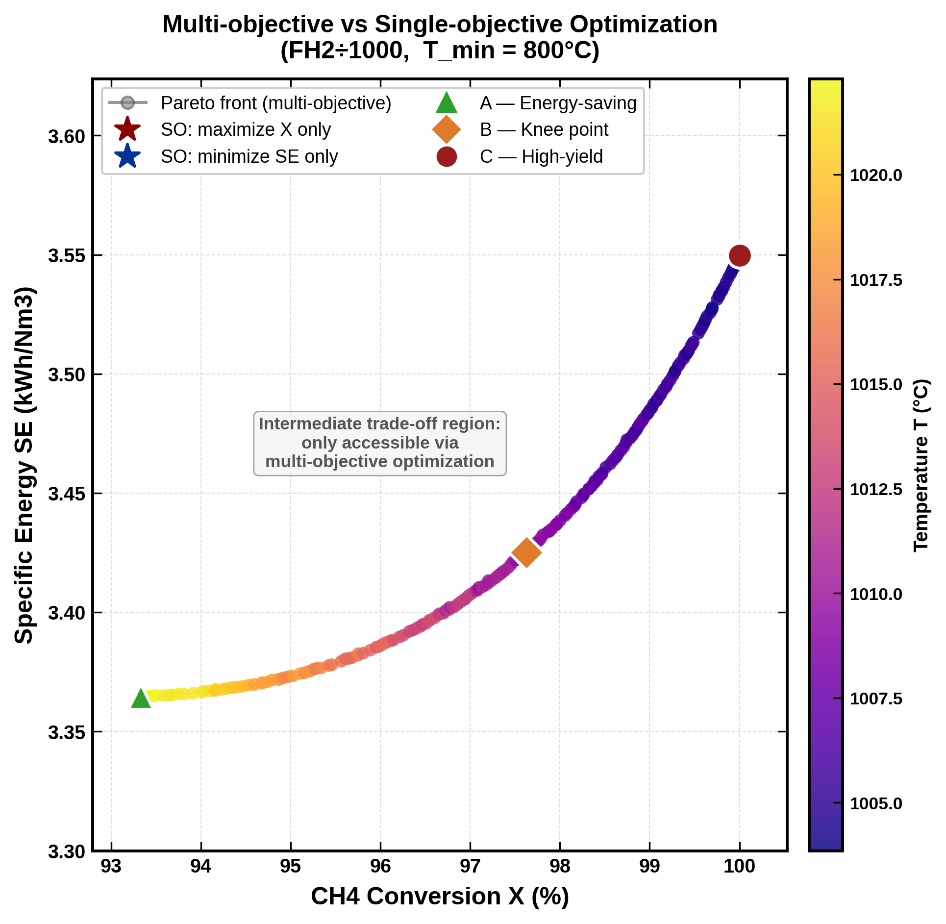 Multi-objective vs Single-objective Optimization
(FH2÷1000,  T_min = 800°C)
Pareto front (multi-objective)
SO: maximize X only
SO: minimize SE only
A — Energy-saving
B — Knee point
C — High-yield
Specific Energy SE (kWh/Nm3)
3.60
3.55
3.50
3.45
3.40
3.35
3.30
Intermediate trade-off region:
only accessible via
multi-objective optimization
93 94 95 96 97 98 99 100
CH4 Conversion X (%)
1020.0
1017.5
1015.0
1012.5
1010.0
1007.5
1005.0
Temperature T (°C)